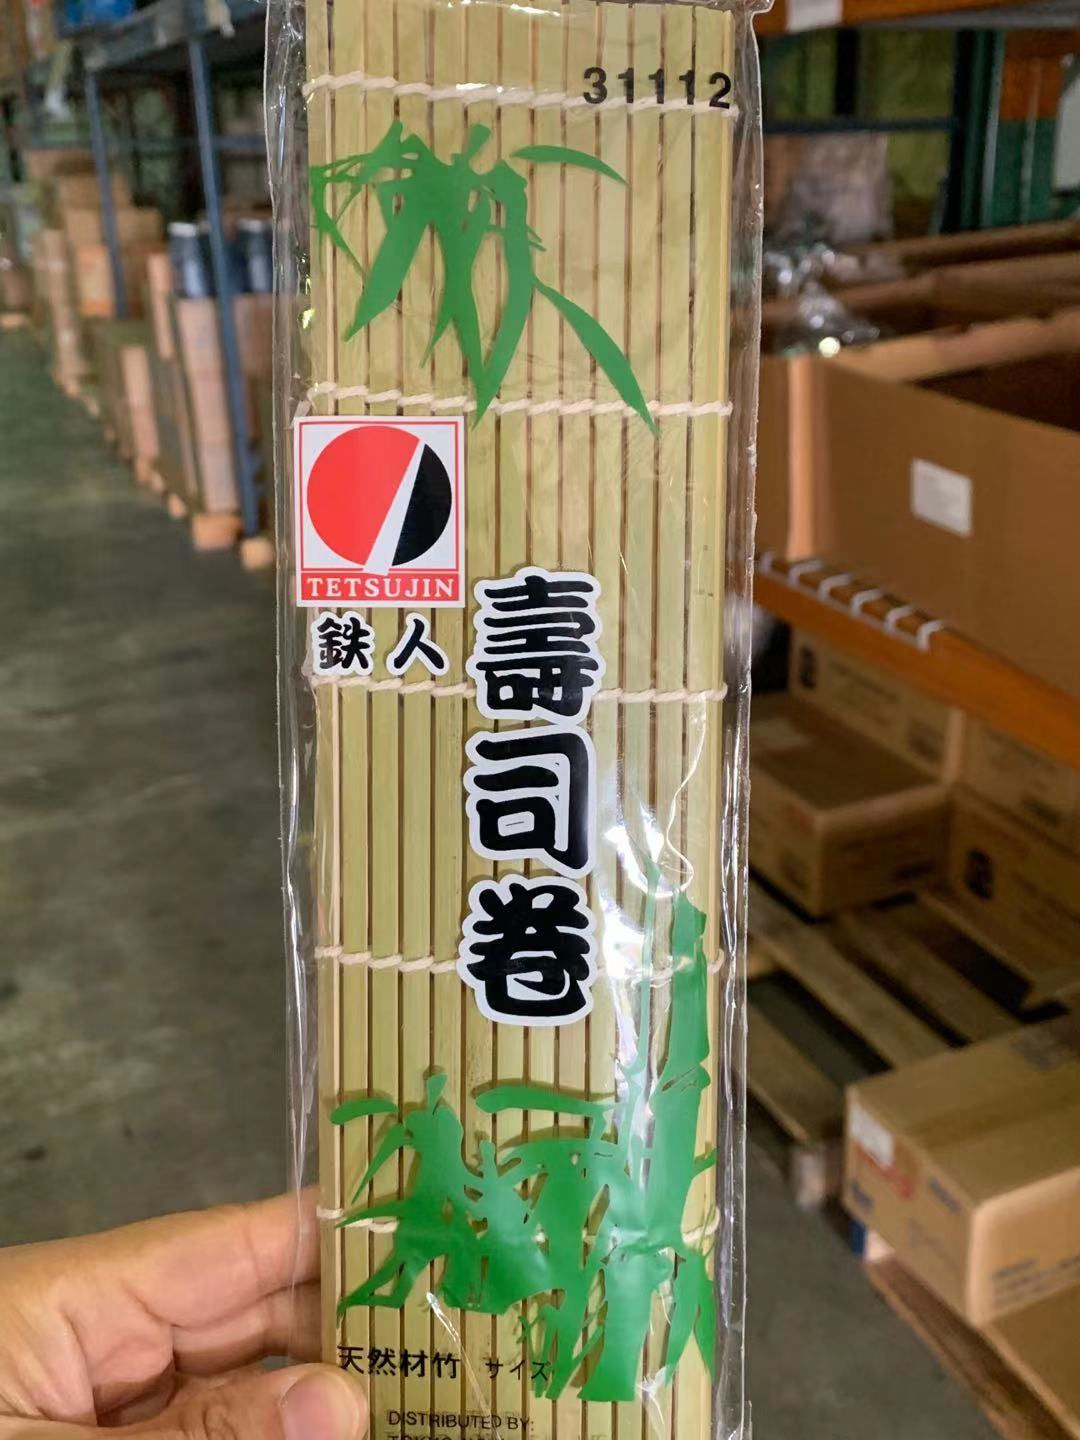 31112
TETSUJIN
鉄人
壽司卷
天然材竹 サイズ
DISTRIBUTED BY: